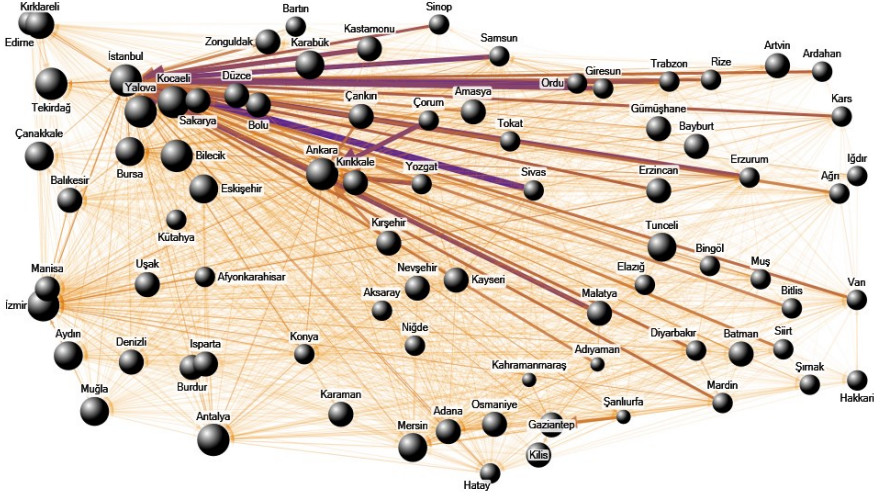 Kırklareli
Edirne
Bartın
Sinop
Zonguldak
Karabük
Kastamonu
Samsun
İstanbul
Tekirdağ
Yalova
Kocaeli
Sakarya
Düzce
Bolu
Çankırı
Çorum
Amasya
Ordu
Giresun
Trabzon
Rize
Artvin
Ardahan
Kars
Gümüşhane
Bayburt
Tokat
Çanakkale
Bursa
Bilecik
Ankara
Kırıkkale
Yozgat
Sivas
Erzincan
Erzurum
Iğdır
Ağrı
Balıkesir
Eskişehir
Kütahya
Kırşehir
Tunceli
Bingöl
Muş
Elazığ
Van
Bitlis
Manisa
İzmir
Uşak
Afyonkarahisar
Nevşehir
Kayseri
Aksaray
Malatya
Aydın
Denizli
Isparta
Burdur
Konya
Niğde
Adıyaman
Diyarbakır
Batman
Siirt
Kahramanmaraş
Şırnak
Hakkari
Mardin
Muğla
Antalya
Karaman
Mersin
Adana
Osmaniye
Gaziantep
Şanlıurfa
Kilis
Hatay